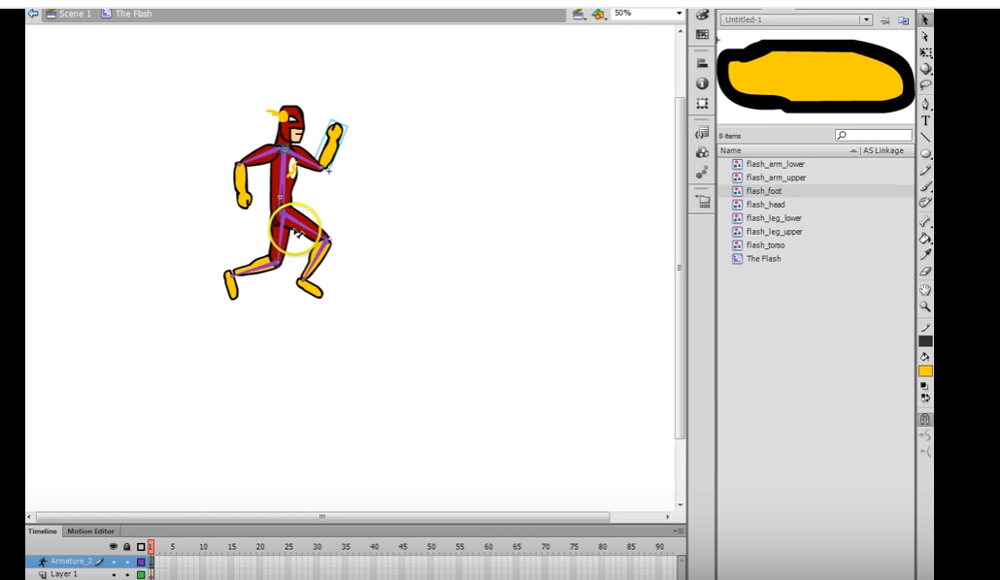 Scene 1 The Flash 50%
Untitled-1
8 items
Name AS Linkage
flash_arm_lower
flash_arm_upper
flash_foot
flash_head
flash_leg_lower
flash_leg_upper
flash_torso
The Flash
T
Timeline Motion Editor
1 5 10 15 20 25 30 35 40 45 50 55 60 65 70 75 80 85 90
Armature_2
Layer 1